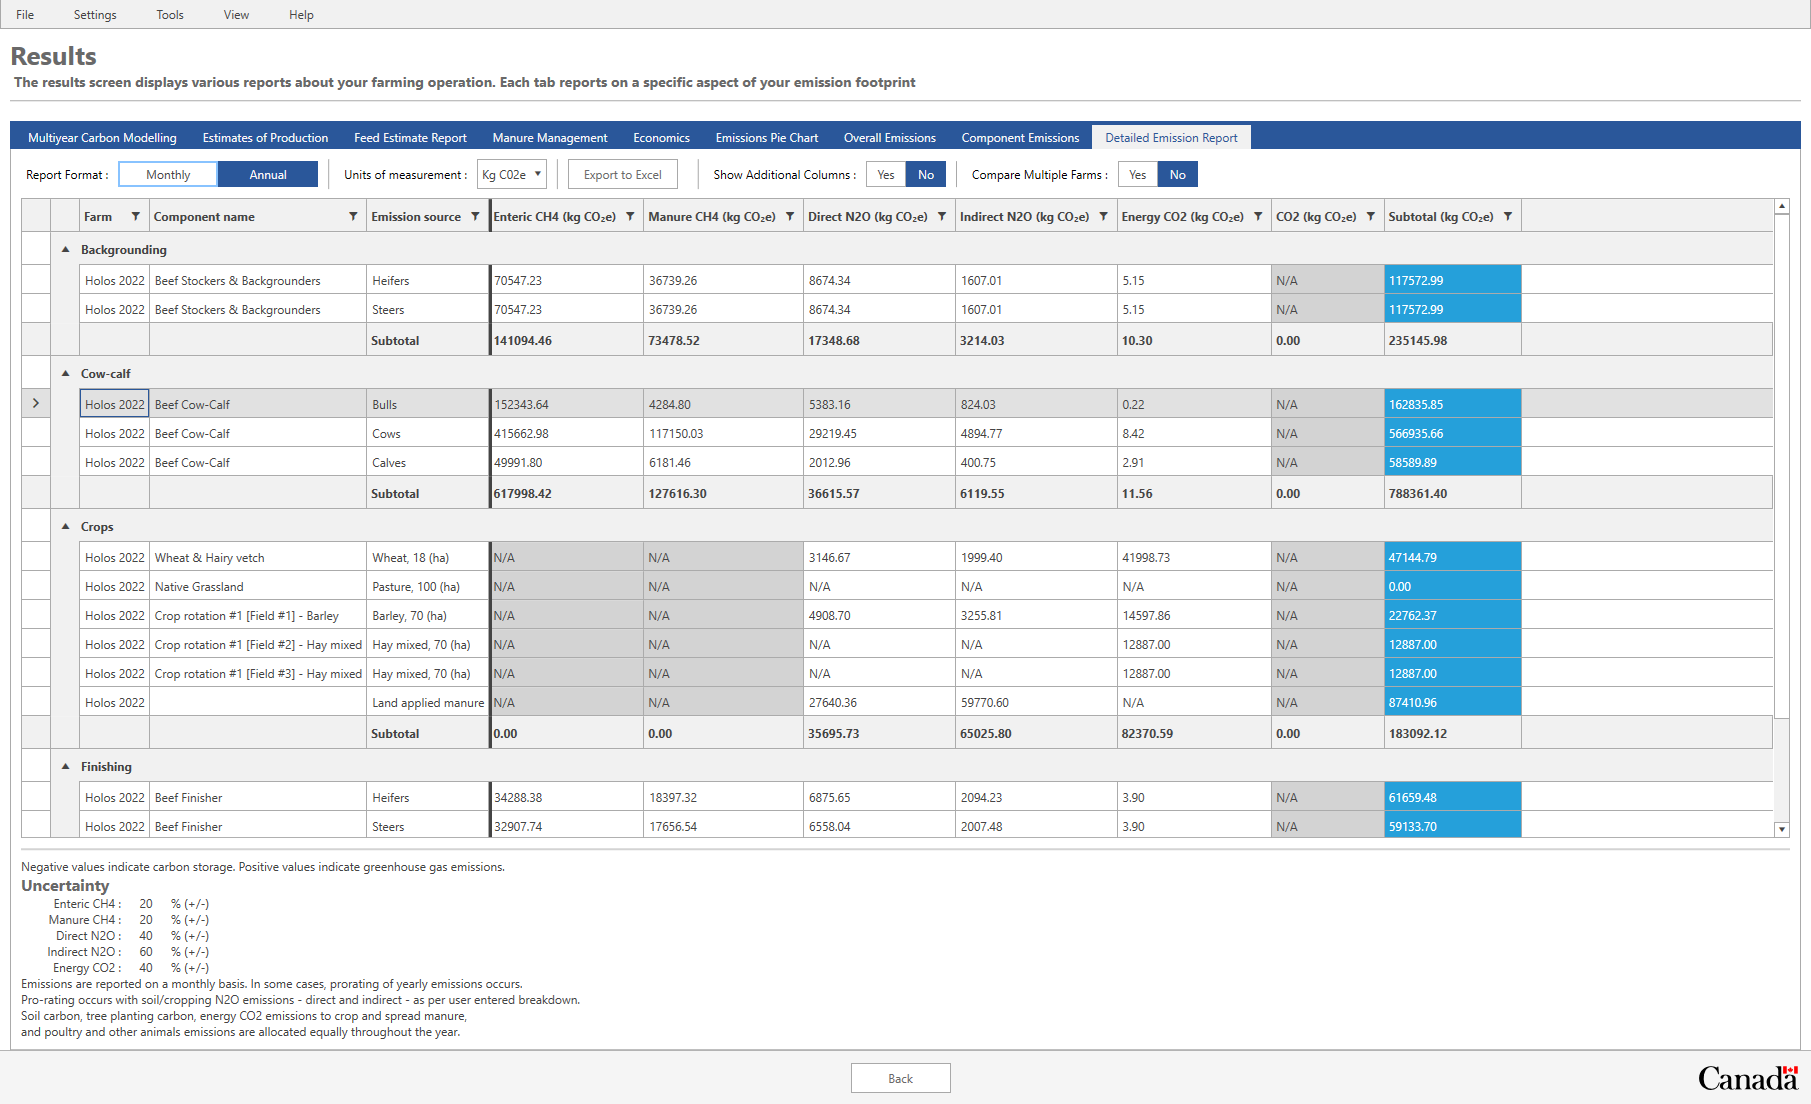 File Settings Tools View Help
Results
The results screen displays various reports about your farming operation. Each tab reports on a specific aspect of your emission footprint
Multiyear Carbon Modelling Estimates of Production Feed Estimate Report Manure Management Economics Emissions Pie Chart Overall Emissions Component Emissions Detailed Emission Report
Report Format : Monthly Annual Units of measurement : Kg C02e Export to Excel Show Additional Columns : Yes No Compare Multiple Farms : Yes No
Farm Component name Emission source Enteric CH4 (kg CO₂e) Manure CH4 (kg CO₂e) Direct N2O (kg CO₂e) Indirect N2O (kg CO₂e) Energy CO2 (kg CO₂e) CO2 (kg CO₂e) Subtotal (kg CO₂e)
Backgrounding
Holos 2022 Beef Stockers & Backgrounders Heifers 70547.23 36739.26 8674.34 1607.01 5.15 N/A 117572.99
Holos 2022 Beef Stockers & Backgrounders Steers 70547.23 36739.26 8674.34 1607.01 5.15 N/A 117572.99
Subtotal 141094.46 73478.52 17348.68 3214.03 10.30 0.00 235145.98
Cow-calf
Holos 2022 Beef Cow-Calf Bulls 152343.64 4284.80 5383.16 824.03 0.22 N/A 162835.85
Holos 2022 Beef Cow-Calf Cows 415662.98 117150.03 29219.45 4894.77 8.42 N/A 566935.66
Holos 2022 Beef Cow-Calf Calves 49991.80 6181.46 2012.96 400.75 2.91 N/A 58589.89
Subtotal 617998.42 127616.30 36615.57 6119.55 11.56 0.00 788361.40
Crops
Holos 2022 Wheat & Hairy vetch Wheat, 18 (ha) N/A N/A 3146.67 1999.40 41998.73 N/A 47144.79
Holos 2022 Native Grassland Pasture, 100 (ha) N/A N/A N/A N/A N/A N/A 0.00
Holos 2022 Crop rotation #1 [Field #1] - Barley Barley, 70 (ha) N/A N/A 4908.70 3255.81 14597.86 N/A 22762.37
Holos 2022 Crop rotation #1 [Field #2] - Hay mixed Hay mixed, 70 (ha) N/A N/A N/A N/A 12887.00 N/A 12887.00
Holos 2022 Crop rotation #1 [Field #3] - Hay mixed Hay mixed, 70 (ha) N/A N/A N/A N/A 12887.00 N/A 12887.00
Holos 2022 Land applied manure N/A N/A 27640.36 59770.60 N/A N/A 87410.96
Subtotal 0.00 0.00 35695.73 65025.80 82370.59 0.00 183092.12
Finishing
Holos 2022 Beef Finisher Heifers 34288.38 18397.32 6875.65 2094.23 3.90 N/A 61659.48
Holos 2022 Beef Finisher Steers 32907.74 17656.54 6558.04 2007.48 3.90 N/A 59133.70
Negative values indicate carbon storage. Positive values indicate greenhouse gas emissions.
Uncertainty
Enteric CH4 : 20 % (+/-)
Manure CH4 : 20 % (+/-)
Direct N2O : 40 % (+/-)
Indirect N2O : 60 % (+/-)
Energy CO2 : 40 % (+/-)
Emissions are reported on a monthly basis. In some cases, prorating of yearly emissions occurs.
Pro-rating occurs with soil/cropping N2O emissions - direct and indirect - as per user entered breakdown.
Soil carbon, tree planting carbon, energy CO2 emissions to crop and spread manure,
and poultry and other animals emissions are allocated equally throughout the year.
Back
Canada